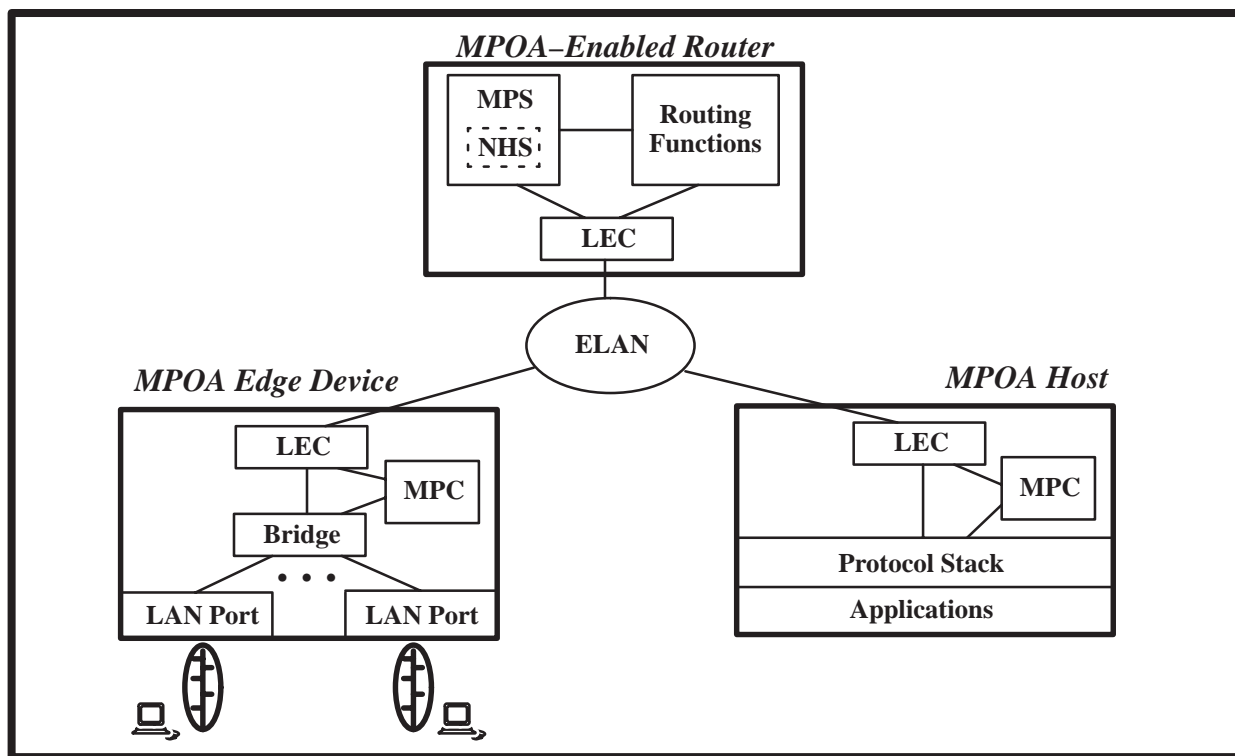 MPOA–Enabled Router
MPS
NHS
Routing
Functions
LEC
ELAN
MPOA Edge Device
LEC
MPC
Bridge
LAN Port
LAN Port
MPOA Host
LEC
MPC
Protocol Stack
Applications